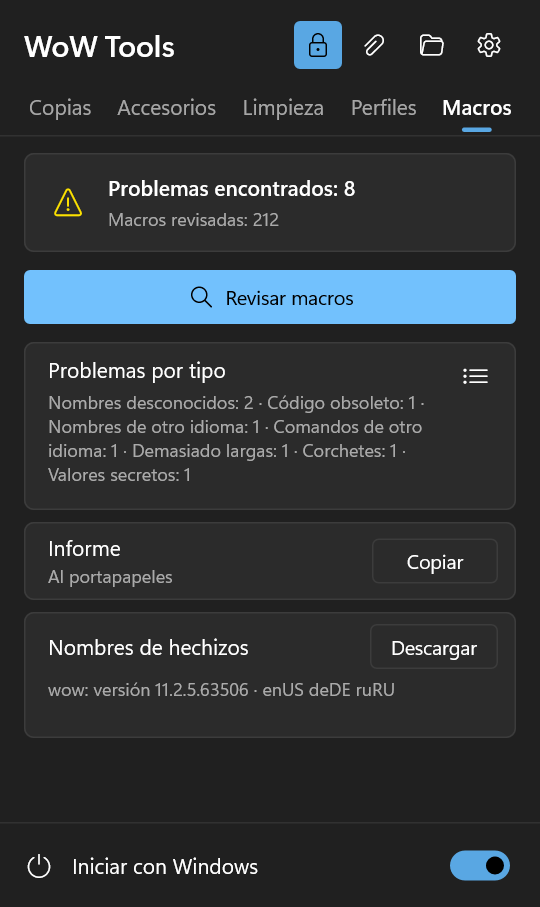 WoW Tools
Copias Accesorios Limpieza Perfiles Macros
Problemas encontrados: 8
Macros revisadas: 212
Revisar macros
Problemas por tipo
Nombres desconocidos: 2 · Código obsoleto: 1 ·
Nombres de otro idioma: 1 · Comandos de otro
idioma: 1 · Demasiado largas: 1 · Corchetes: 1 ·
Valores secretos: 1
Informe
Al portapapeles
Copiar
Nombres de hechizos
Descargar
wow: versión 11.2.5.63506 · enUS deDE ruRU
Iniciar con Windows